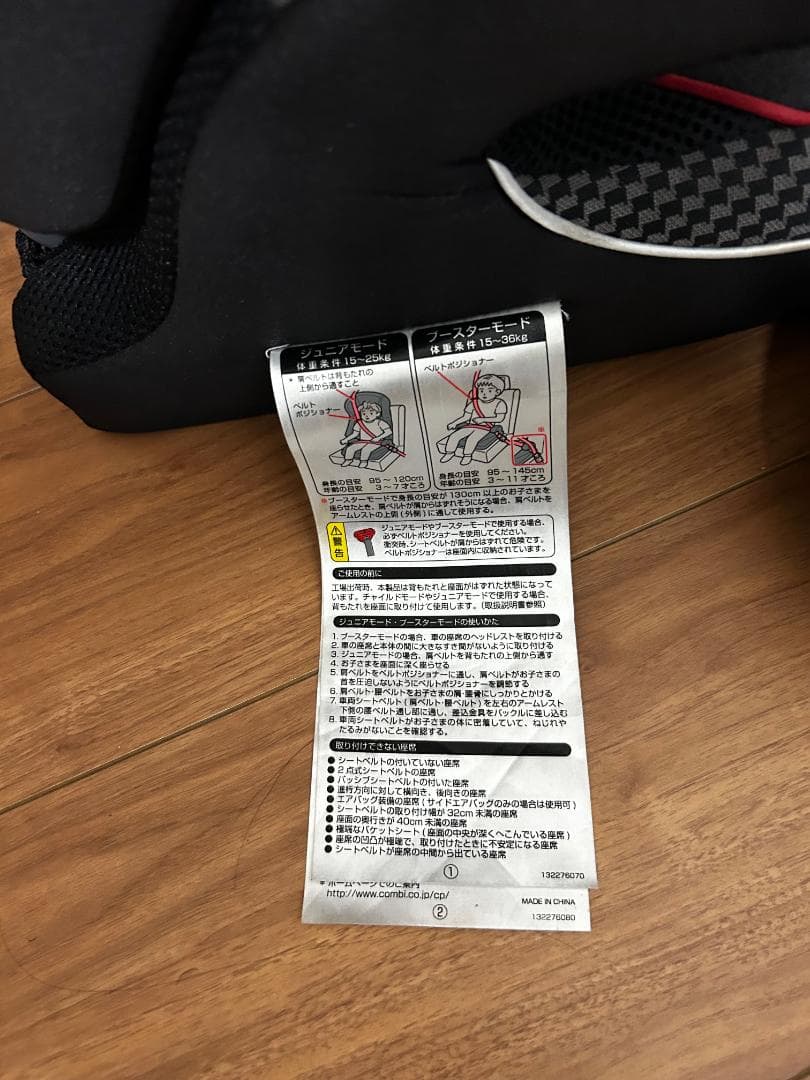 ジュニアモード
体重条件 15〜25kg
* 肩ベルトは背もたれの
上側から通すこと
ベルト
ポジショナー
身長の目安 95〜120cm
年齢の目安 3〜7才ころ
ブースターモード
体重条件 15〜36kg
ベルトポジショナー
※
身長の目安 95〜145cm
年齢の目安 3〜11才ころ
※ブースターモードで身長の目安が130cm以上のお子さまを
座らせたとき、肩ベルトが肩からはずれそうになる場合、肩ベルトを
アームレストの上側(外側)に通して使用する。
警告
ジュニアモードやブースターモードで使用する場合、
必ずベルトポジショナーを使用してください。
衝突時、シートベルトが肩からはずれて危険です。
ベルトポジショナーは座面内に収納されています。
ご使用の前に
工場出荷時、本製品は背もたれと座面がはずれた状態になって
います。チャイルドモードやジュニアモードで使用する場合、
背もたれを座面に取り付けて使用します。(取扱説明書参照)
ジュニアモード・ブースターモードの使いかた
1. ブースターモードの場合、車の座席のヘッドレストを取り付ける
2. 車の座席と本体の間に大きなすき間がないように取り付ける
3. ジュニアモードの場合、肩ベルトを背もたれの上側から通す
4. お子さまを座面に深く座らせる
5. 肩ベルトをベルトポジショナーに通し、肩ベルトがお子さまの
首を圧迫しないようにベルトポジショナーを調節する
6. 肩ベルト・腰ベルトをお子さまの肩・腰骨にしっかりとかける
7. 車両シートベルト(肩ベルト・腰ベルト)を左右のアームレスト
下側の腰ベルト通し部に通し、差込金具をバックルに差し込む
8. 車両シートベルトがお子さまの体に密着していて、ねじれや
たるみがないことを確認する。
取り付けできない座席
● シートベルトの付いていない座席
● 2点式シートベルトの座席
● パッシブシートベルトの付いた座席
● 進行方向に対して横向き、後向きの座席
● エアバッグ装備の座席(サイドエアバッグのみの場合は使用可)
● シートベルトの取り付け幅が32cm未満の座席
● 座面の奥行きが40cm未満の座席
● 極端なバケットシート(座面の中央が深くへこんでいる座席)
● 座席の凹凸が極端で、取り付けたときに不安定になる座席
● シートベルトが座席の中間から出ている座席
①
132276070
* ホームページでのご案内
http://www.combi.co.jp/cp/
②
MADE IN CHINA
132276080